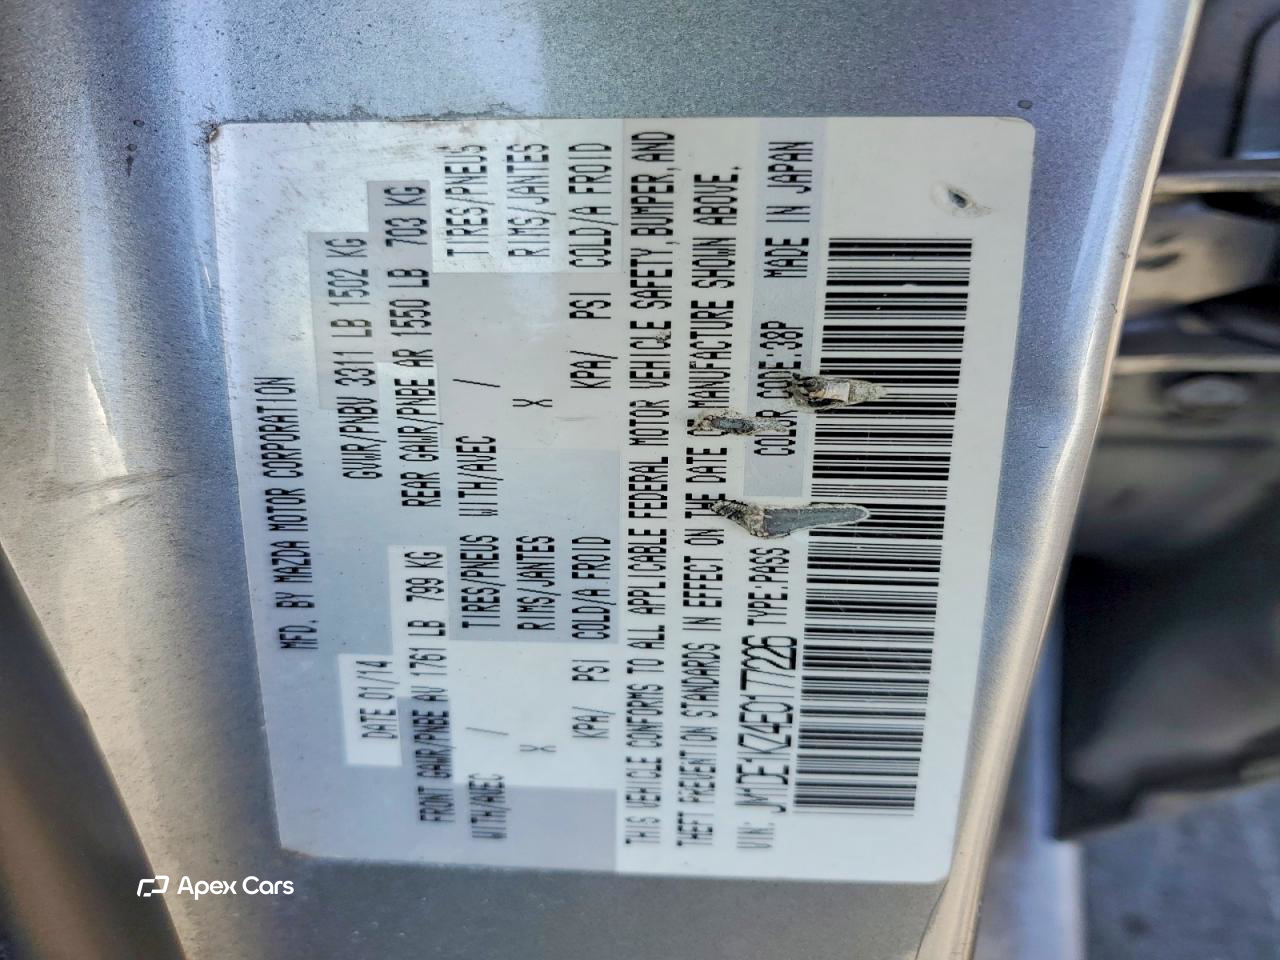 MFD. BY MAZDA MOTOR CORPORATION
DATE 01/14 GVWR/PNBV 3311 LB 1502 KG
FRONT GAWR/PNBE AV 1761 LB 799 KG REAR GAWR/PNBE AR 1550 LB 703 KG
WITH/AVEC / TIRES/PNEUS WITH/AVEC / TIRES/PNEUS
X RIMS/JANTES X RIMS/JANTES
KPA/ PSI COLD/A FROID KPA/ PSI COLD/A FROID
THIS VEHICLE CONFIRMS TO ALL APPLICABLE FEDERAL MOTOR VEHICLE SAFETY, BUMPER, AND
THEFT PREVENTION STANDARDS IN EFFECT ON THE DATE OF MANUFACTURE SHOWN ABOVE.
VIN: JM1DE1KZ4E0177226 TYPE:PASS COLOR CODE:38P MADE IN JAPAN
Apex Cars